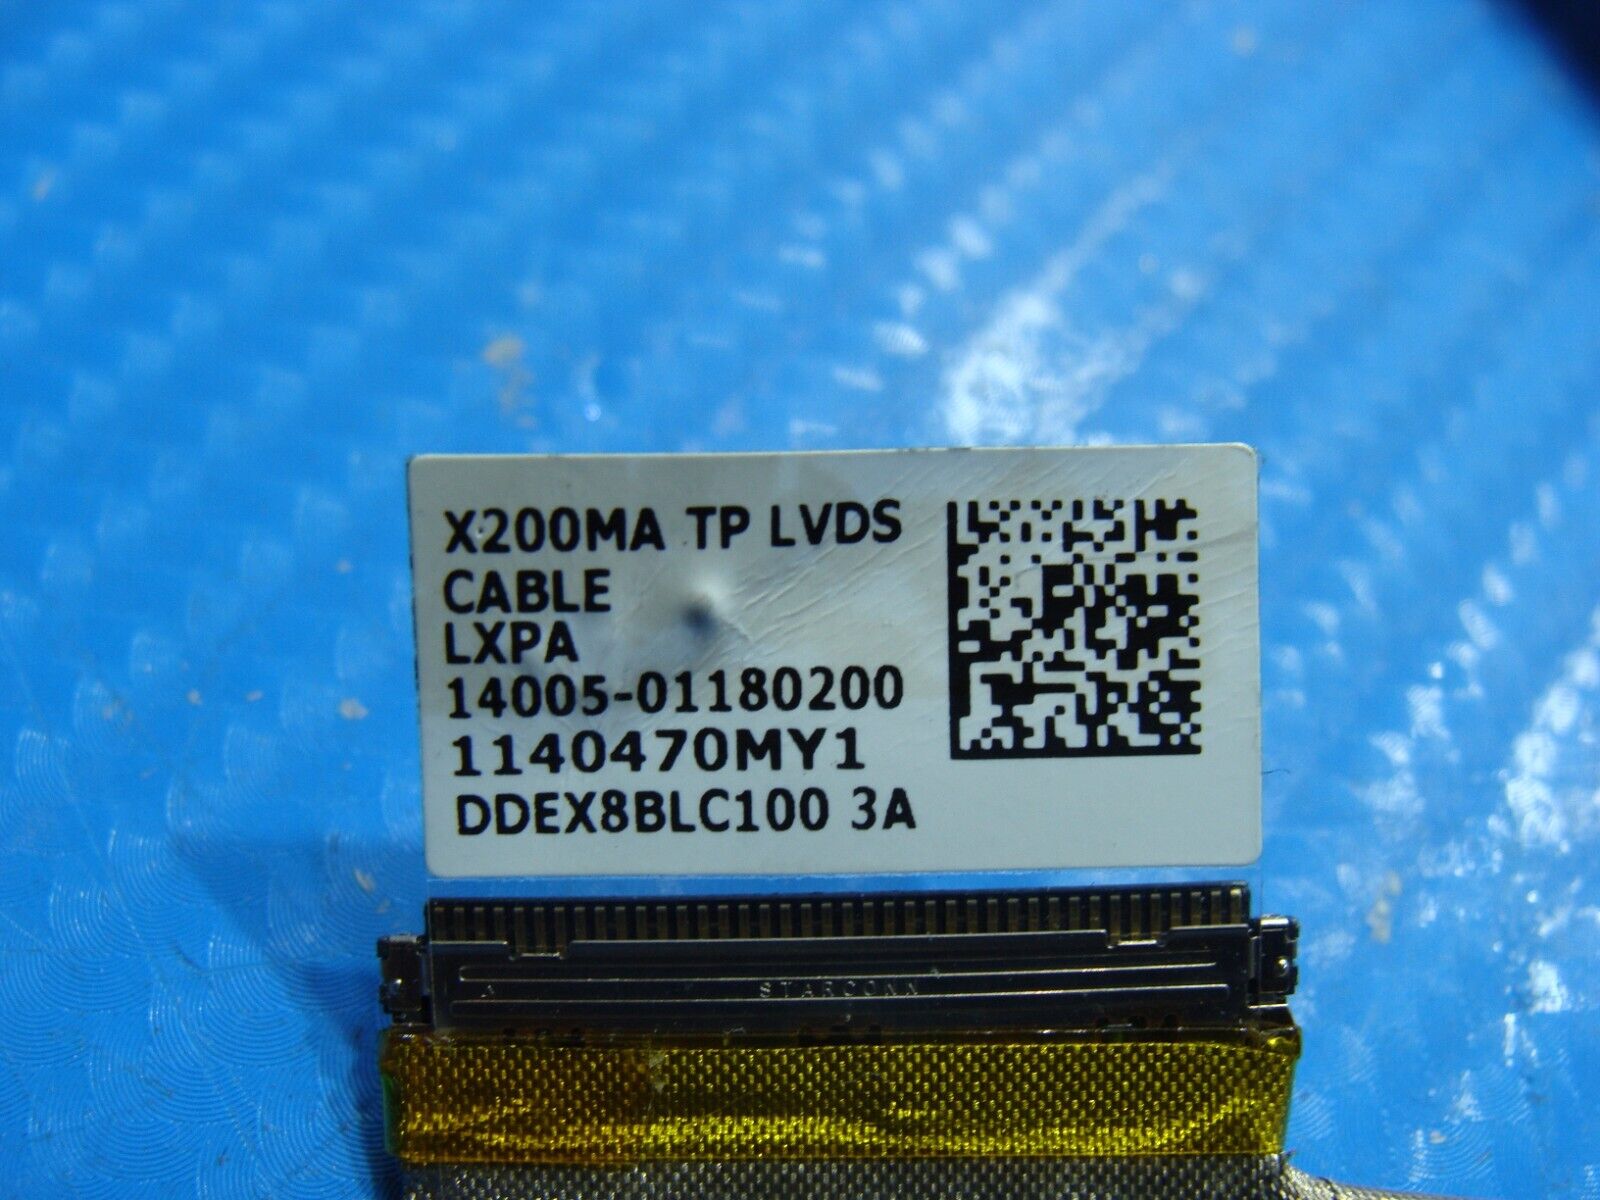 X200MA TP LVDS
CABLE
LXPA
14005-01180200
1140470MY1
DDEX8BLC100 3A
STARCONN